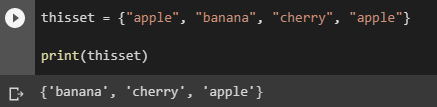 thisset = {"apple", "banana", "cherry", "apple"}
print(thisset)
{'banana', 'cherry', 'apple'}